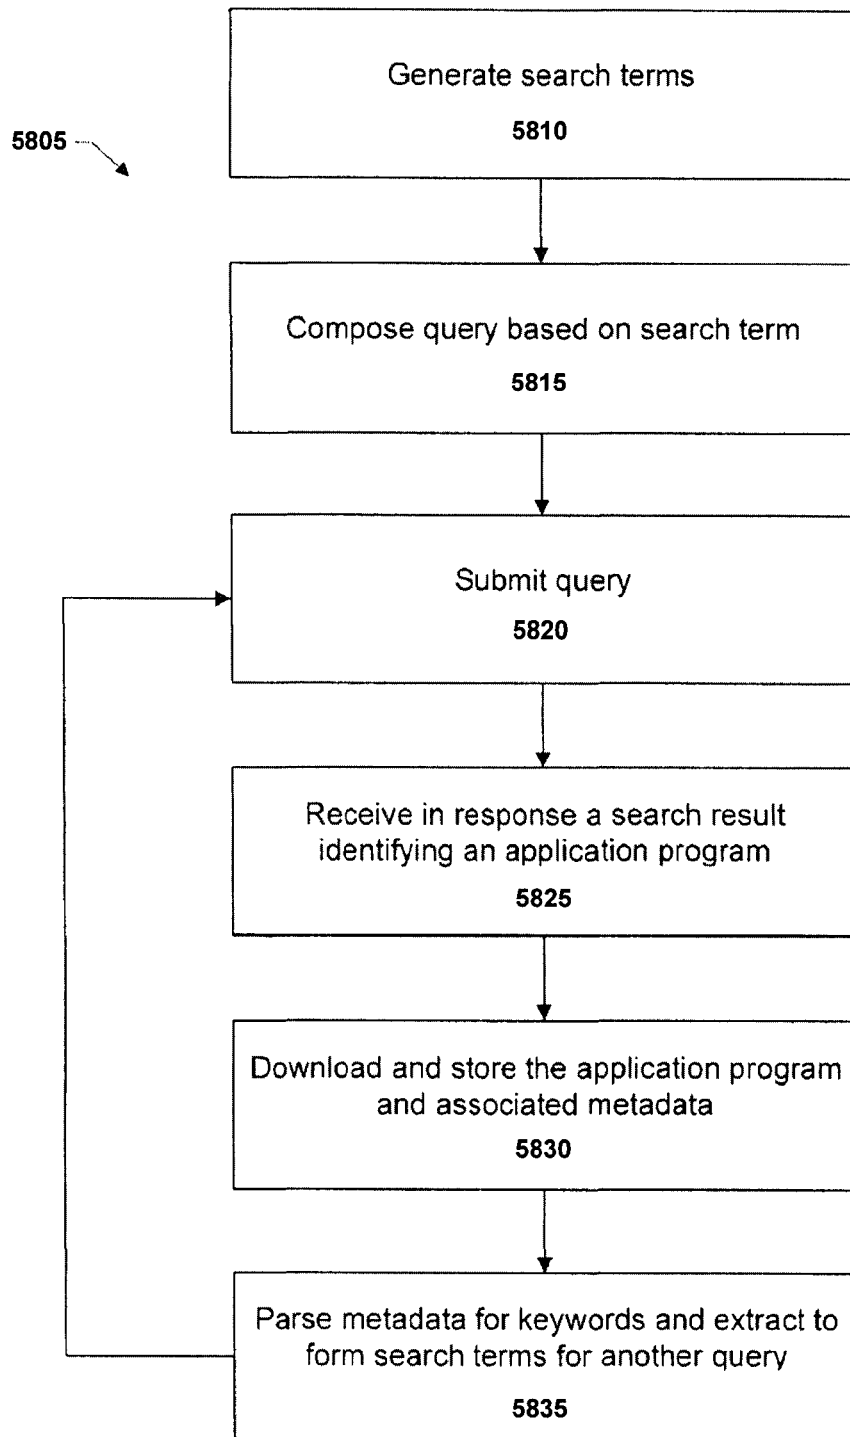 Generate search terms
5810
5805
Compose query based on search term
5815
Submit query
5820
Receive in response a search result
identifying an application program
5825
Download and store the application program
and associated metadata
5830
Parse metadata for keywords and extract to
form search terms for another query
5835